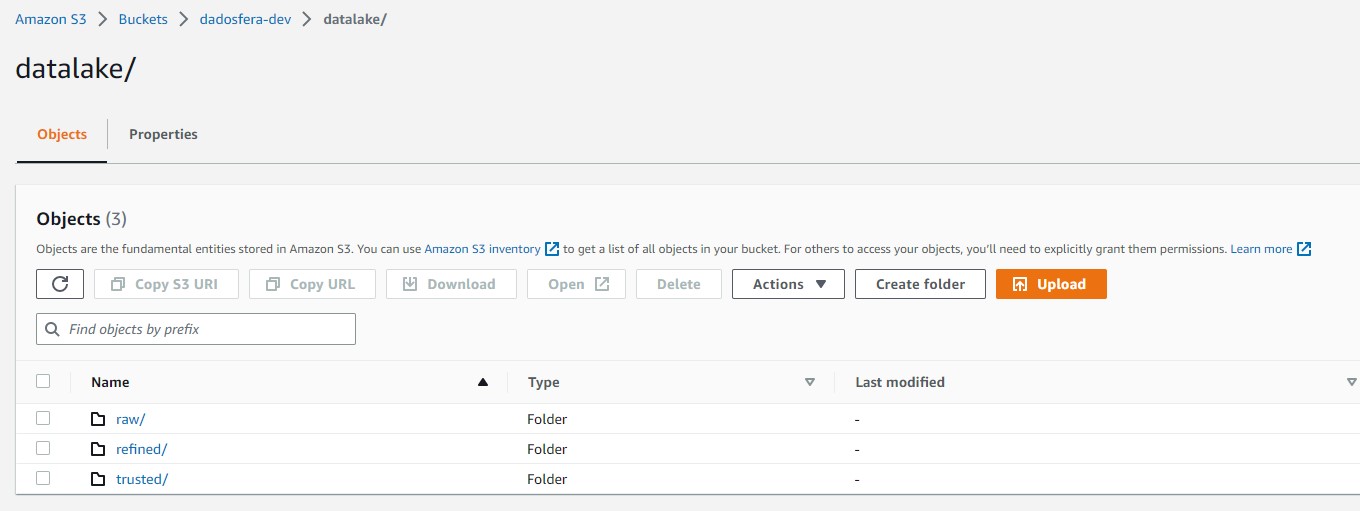 Amazon S3 > Buckets > dadosfera-dev > datalake/
datalake/
Objects Properties
Objects (3)
Objects are the fundamental entities stored in Amazon S3. You can use Amazon S3 inventory to get a list of all objects in your bucket. For others to access your objects, you'll need to explicitly grant them permissions. Learn more
Copy S3 URI Copy URL Download Open Delete Actions Create folder Upload
Find objects by prefix
Name Type Last modified
raw/ Folder -
refined/ Folder -
trusted/ Folder -